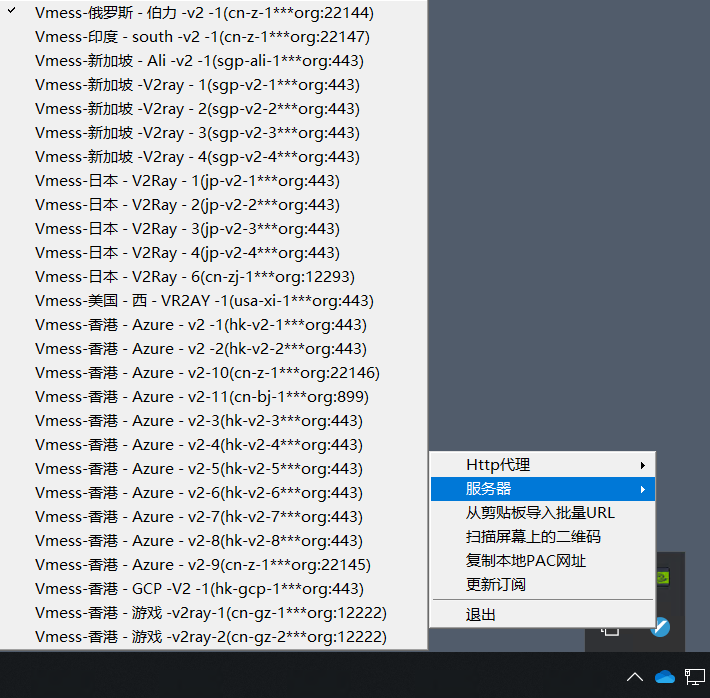 Vmess-俄罗斯 - 伯力 -v2 -1(cn-z-1***org:22144)
Vmess-印度 - south -v2 -1(cn-z-1***org:22147)
Vmess-新加坡 - Ali -v2 -1(sgp-ali-1***org:443)
Vmess-新加坡 -V2ray - 1(sgp-v2-1***org:443)
Vmess-新加坡 -V2ray - 2(sgp-v2-2***org:443)
Vmess-新加坡 -V2ray - 3(sgp-v2-3***org:443)
Vmess-新加坡 -V2ray - 4(sgp-v2-4***org:443)
Vmess-日本 - V2Ray - 1(jp-v2-1***org:443)
Vmess-日本 - V2Ray - 2(jp-v2-2***org:443)
Vmess-日本 - V2Ray - 3(jp-v2-3***org:443)
Vmess-日本 - V2Ray - 4(jp-v2-4***org:443)
Vmess-日本 - V2Ray - 6(cn-zj-1***org:12293)
Vmess-美国 - 西 - VR2AY -1(usa-xi-1***org:443)
Vmess-香港 - Azure - v2 -1(hk-v2-1***org:443)
Vmess-香港 - Azure - v2 -2(hk-v2-2***org:443)
Vmess-香港 - Azure - v2-10(cn-z-1***org:22146)
Vmess-香港 - Azure - v2-11(cn-bj-1***org:899)
Vmess-香港 - Azure - v2-3(hk-v2-3***org:443)
Vmess-香港 - Azure - v2-4(hk-v2-4***org:443)
Vmess-香港 - Azure - v2-5(hk-v2-5***org:443)
Vmess-香港 - Azure - v2-6(hk-v2-6***org:443)
Vmess-香港 - Azure - v2-7(hk-v2-7***org:443)
Vmess-香港 - Azure - v2-8(hk-v2-8***org:443)
Vmess-香港 - Azure - v2-9(cn-z-1***org:22145)
Vmess-香港 - GCP -V2 -1(hk-gcp-1***org:443)
Vmess-香港 - 游戏 -v2ray-1(cn-gz-1***org:12222)
Vmess-香港 - 游戏 -v2ray-2(cn-gz-2***org:12222)
Http代理
服务器
从剪贴板导入批量URL
扫描屏幕上的二维码
复制本地PAC网址
更新订阅
退出